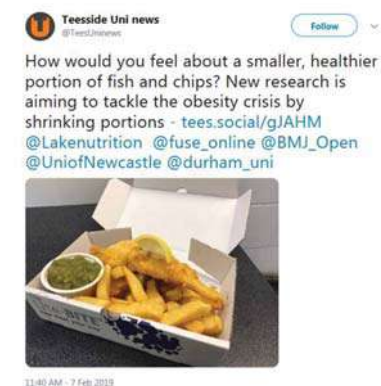 Teesside Uni news
@TeesUninews
Follow
How would you feel about a smaller, healthier
portion of fish and chips? New research is
aiming to tackle the obesity crisis by
shrinking portions - tees.social/gJAHM
@Lakenutrition @fuse_online @BMJ_Open
@UniofNewcastle @durham_uni
BITE
11:40 AM - 7 Feb 2019